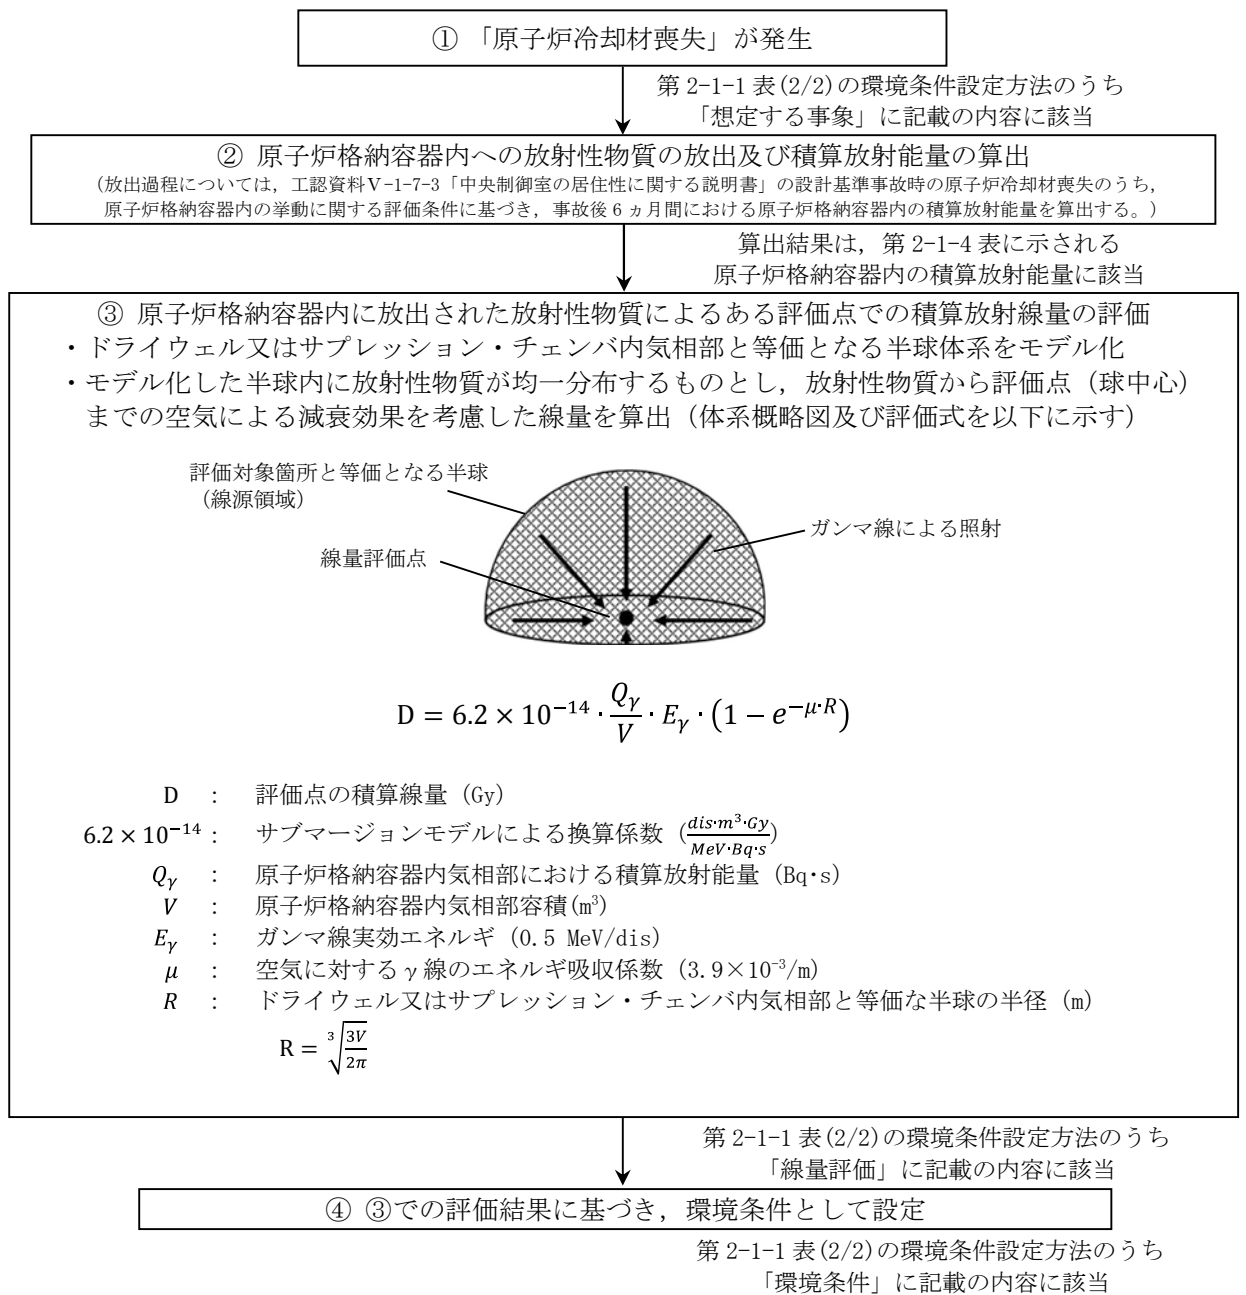 ① 「原子炉冷却材喪失」が発生
第 2-1-1 表(2/2)の環境条件設定方法のうち
「想定する事象」に記載の内容に該当
② 原子炉格納容器内への放射性物質の放出及び積算放射能量の算出
(放出過程については，工認資料Ⅴ-1-7-3「中央制御室の居住性に関する説明書」の設計基準事故時の原子炉冷却材喪失のうち，
原子炉格納容器内の挙動に関する評価条件に基づき，事故後 6 ヵ月間における原子炉格納容器内の積算放射能量を算出する。)
算出結果は，第 2-1-4 表に示される
原子炉格納容器内の積算放射能量に該当
③ 原子炉格納容器内に放出された放射性物質によるある評価点での積算放射線量の評価
・ドライウェル又はサプレッション・チェンバ内気相部と等価となる半球体系をモデル化
・モデル化した半球内に放射性物質が均一分布するものとし，放射性物質から評価点（球中心）
までの空気による減衰効果を考慮した線量を算出（体系概略図及び評価式を以下に示す）
評価対象箇所と等価となる半球
（線源領域）
ガンマ線による照射
線量評価点
D = 6.2 × 10⁻¹⁴ · Qγ/V · Eγ · (1 − e^(−μ·R))
D ： 評価点の積算線量 (Gy)
6.2 × 10⁻¹⁴ ： サブマージョンモデルによる換算係数 (dis·m³·Gy/MeV·Bq·s)
Qγ ： 原子炉格納容器内気相部における積算放射能量 (Bq・s)
V ： 原子炉格納容器内気相部容積(m³)
Eγ ： ガンマ線実効エネルギ (0.5 MeV/dis)
μ ： 空気に対するγ線のエネルギ吸収係数 (3.9×10⁻³/m)
R ： ドライウェル又はサプレッション・チェンバ内気相部と等価な半球の半径 (m)
R = ∛(3V/2π)
第 2-1-1 表(2/2)の環境条件設定方法のうち
「線量評価」に記載の内容に該当
④ ③での評価結果に基づき，環境条件として設定
第 2-1-1 表(2/2)の環境条件設定方法のうち
「環境条件」に記載の内容に該当